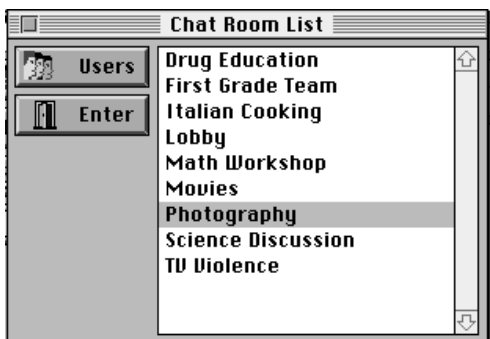 Chat Room List
Users
Enter
Drug Education
First Grade Team
Italian Cooking
Lobby
Math Workshop
Movies
Photography
Science Discussion
TV Violence